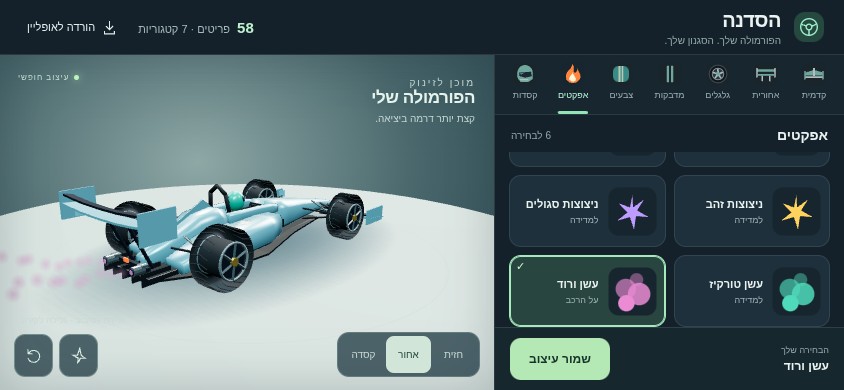 הסדנה
הפורמולה שלך. הסגנון שלך.
58 פריטים · 7 קטגוריות
הורדה לאופליין
קדמית
אחורית
גלגלים
מדבקות
צבעים
אפקטים
קסדות
אפקטים
6 לבחירה
ניצוצות זהב
למדידה
ניצוצות סגולים
למדידה
עשן טורקיז
למדידה
עשן ורוד
על הרכב
הבחירה שלך
עשן ורוד
שמור עיצוב
מוכן לזינוק
הפורמולה שלי
קצת יותר דרמה ביציאה.
עיצוב חופשי
חזית
אחור
קסדה